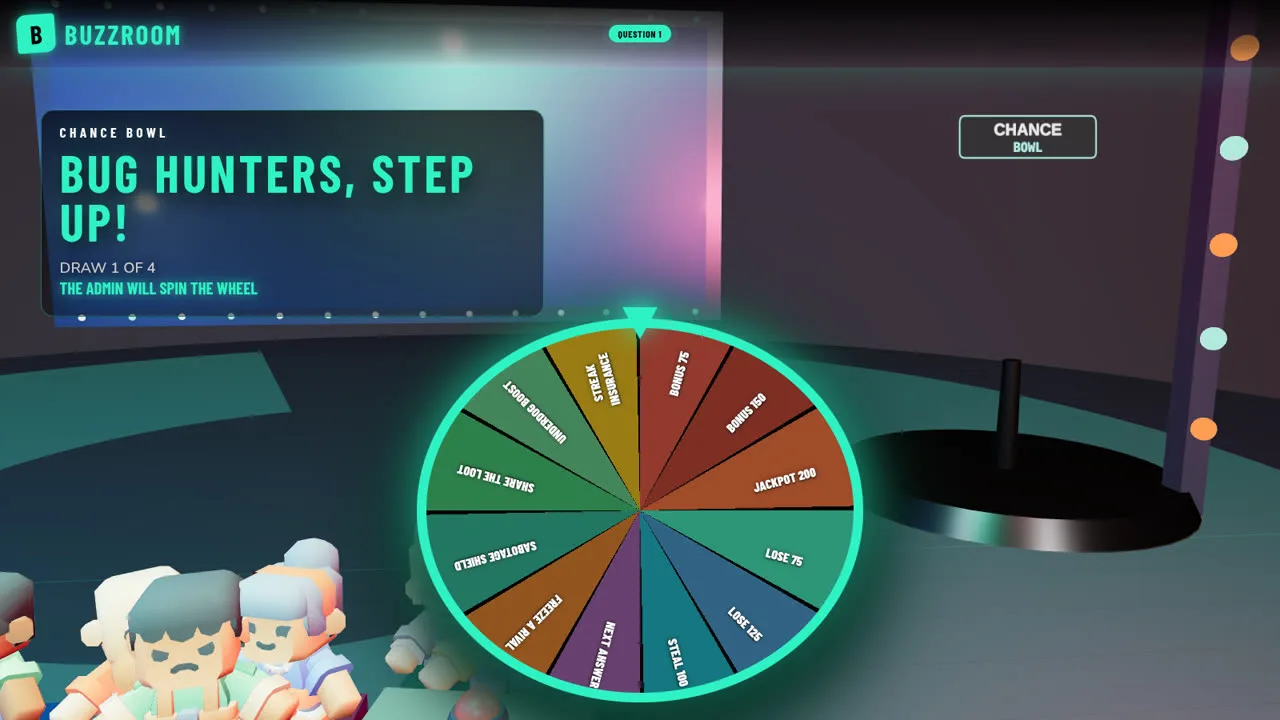 B BUZZROOM
QUESTION 1
CHANCE BOWL
BUG HUNTERS, STEP
UP!
DRAW 1 OF 4
THE ADMIN WILL SPIN THE WHEEL
CHANCE
BOWL
BONUS 75
BONUS 150
JACKPOT 200
LOSE 75
LOSE 125
STEAL 100
NEXT ANSWER
FREEZE A RIVAL
SABOTAGE SHIELD
SHARE THE LOOT
UNDERDOG BOOST
STREAK
INSURANCE